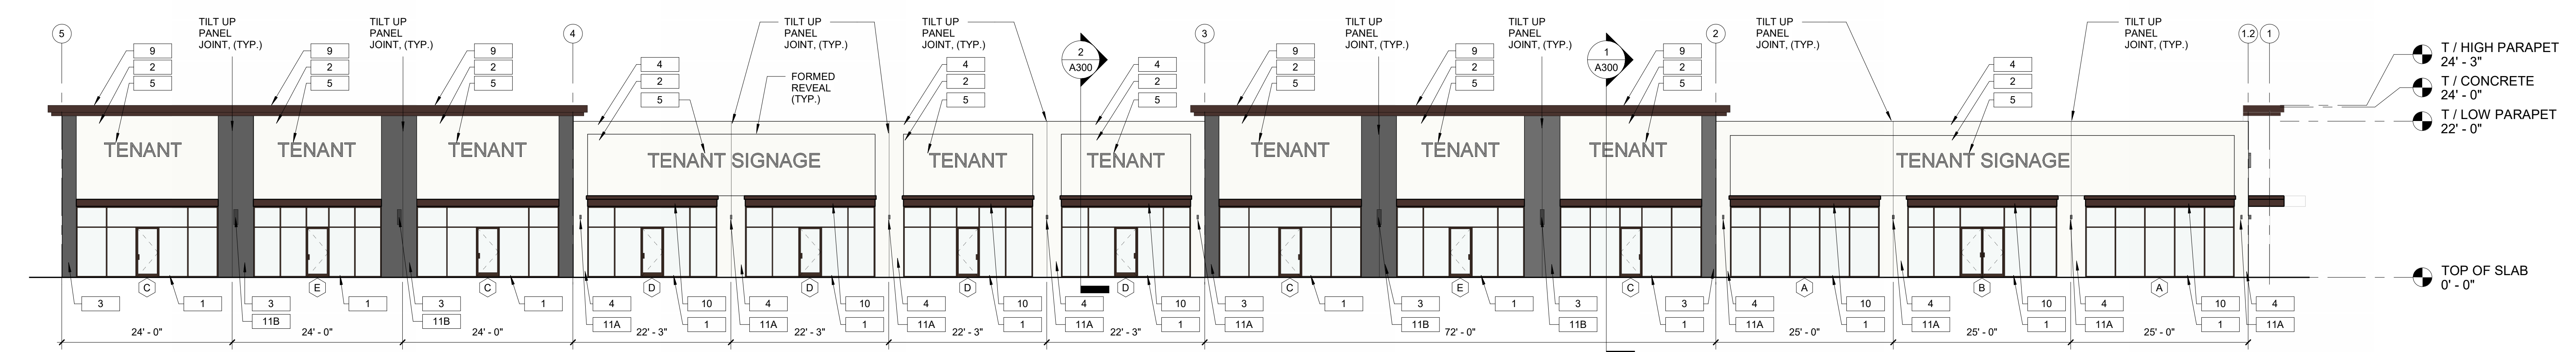 TILT UP
PANEL
JOINT, (TYP.)
TILT UP
PANEL
JOINT, (TYP.)
TILT UP
PANEL
JOINT, (TYP.)
TILT UP
PANEL
JOINT, (TYP.)
TILT UP
PANEL
JOINT, (TYP.)
TILT UP
PANEL
JOINT, (TYP.)
TILT UP
PANEL
JOINT, (TYP.)
TILT UP
PANEL
JOINT, (TYP.)
5
4
3
2
1.2
1
2
A300
1
A300
9
2
5
9
2
5
9
2
5
4
2
5
FORMED
REVEAL
(TYP.)
4
2
5
4
2
5
9
2
5
9
2
5
9
2
5
4
2
5
T / HIGH PARAPET
24' - 3"
T / CONCRETE
24' - 0"
T / LOW PARAPET
22' - 0"
TENANT
TENANT
TENANT
TENANT SIGNAGE
TENANT
TENANT
TENANT
TENANT
TENANT
TENANT SIGNAGE
TOP OF SLAB
0' - 0"
C
E
C
D
D
D
D
C
E
C
A
B
A
3
1
3
1
3
1
4
10
4
10
4
10
4
10
3
1
3
1
3
3
4
10
4
10
4
10
4
11B
11B
11A
1
11A
1
11A
1
11A
1
11A
11B
11B
1
11A
1
11A
1
11A
1
11A
24' - 0"
24' - 0"
24' - 0"
22' - 3"
22' - 3"
22' - 3"
22' - 3"
72' - 0"
25' - 0"
25' - 0"
25' - 0"